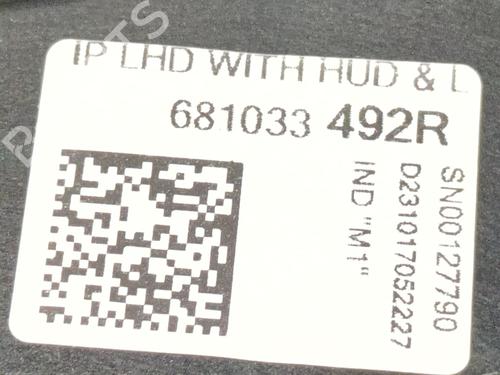 IP LHD WITH HUD & L
681033 492R
SN00127790
D231017052227
IND "M1"